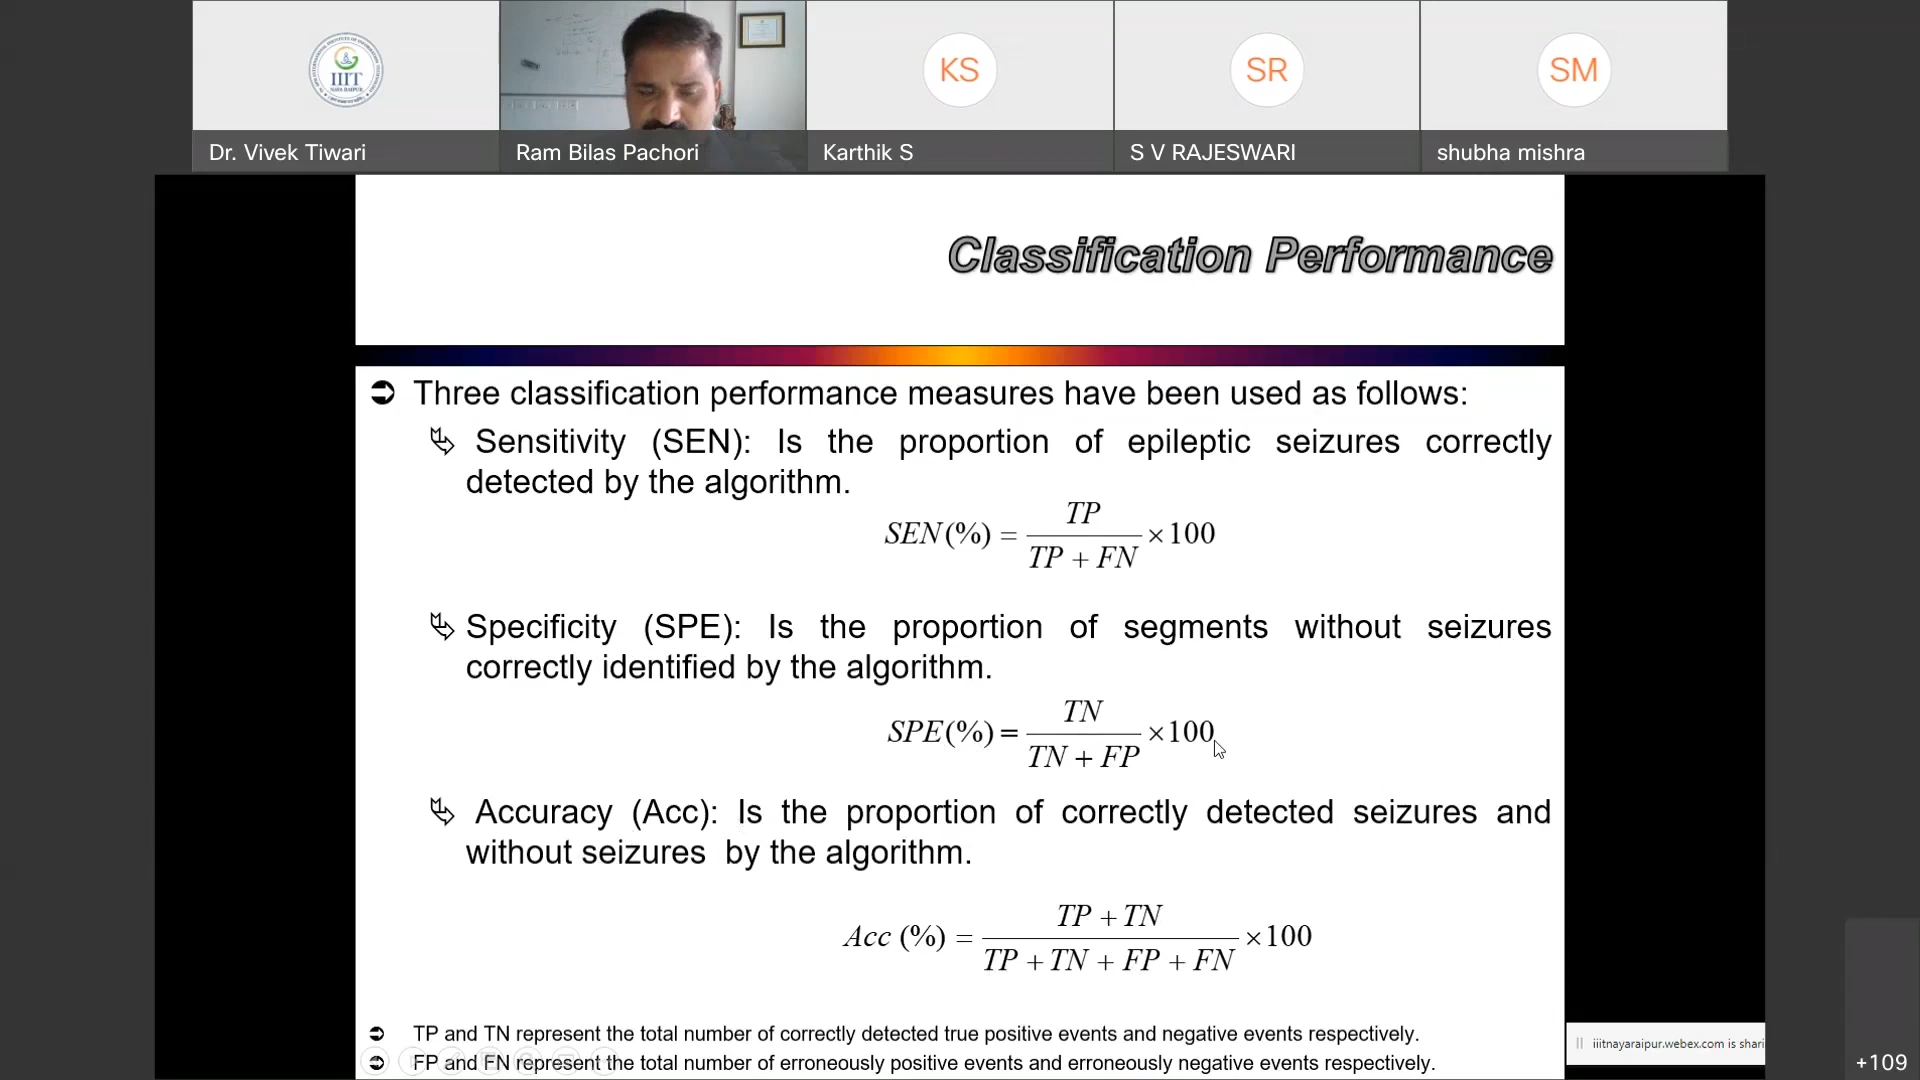 IIIT
NAYA RAIPUR
KS
SR
SM
Dr. Vivek Tiwari
Ram Bilas Pachori
Karthik S
S V RAJESWARI
shubha mishra
Classification Performance
Three classification performance measures have been used as follows:
Sensitivity (SEN): Is the proportion of epileptic seizures correctly
detected by the algorithm.
SEN(%) = TP / (TP + FN) ×100
Specificity (SPE): Is the proportion of segments without seizures
correctly identified by the algorithm.
SPE(%) = TN / (TN + FP) ×100
Accuracy (Acc): Is the proportion of correctly detected seizures and
without seizures by the algorithm.
Acc (%) = (TP + TN) / (TP + TN + FP + FN) ×100
TP and TN represent the total number of correctly detected true positive events and negative events respectively.
FP and FN represent the total number of erroneously positive events and erroneously negative events respectively.
iiitnayaraipur.webex.com is shari
+109